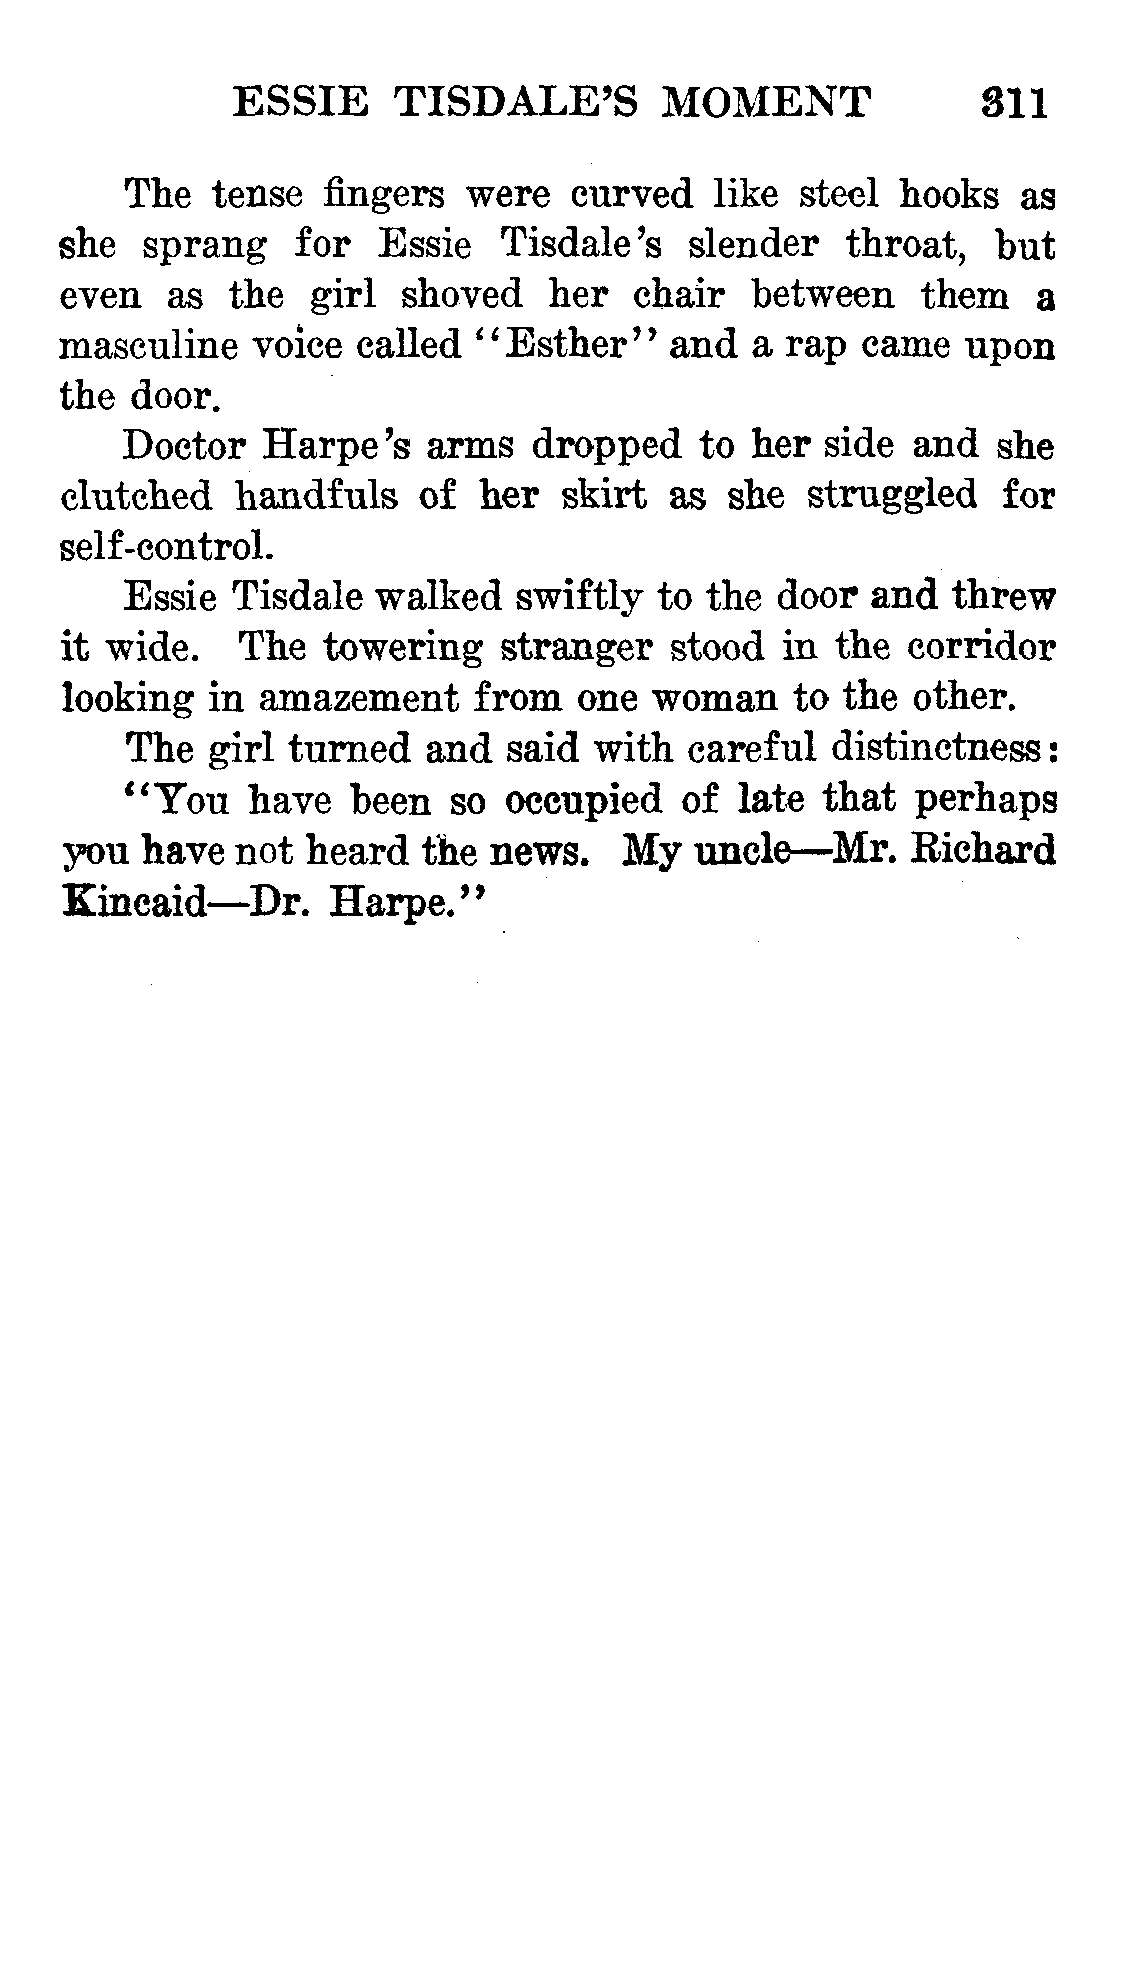 ESSIE TISDALE'S MOMENT 311
The tense fingers were curved like steel hooks as
she sprang for Essie Tisdale's slender throat, but
even as the girl shoved her chair between them a
masculine voice called "Esther" and a rap came upon
the door.
Doctor Harpe's arms dropped to her side and she
clutched handfuls of her skirt as she struggled for
self-control.
Essie Tisdale walked swiftly to the door and threw
it wide. The towering stranger stood in the corridor
looking in amazement from one woman to the other.
The girl turned and said with careful distinctness:
"You have been so occupied of late that perhaps
you have not heard the news. My uncle—Mr. Richard
Kincaid—Dr. Harpe."